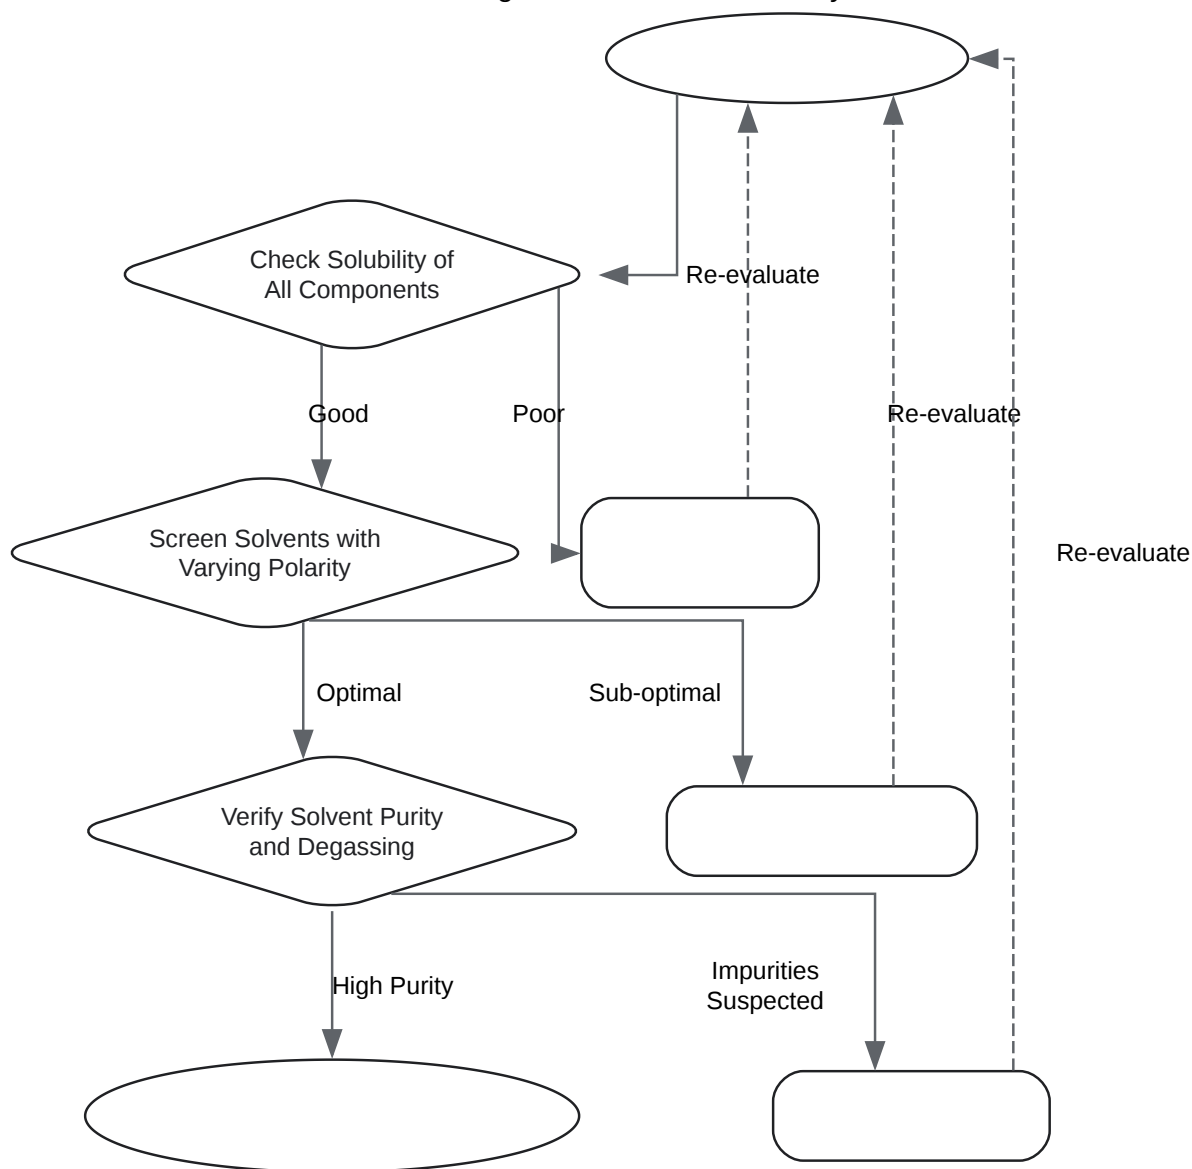 Check Solubility of
All Components
Re-evaluate
Good
Poor
Re-evaluate
Screen Solvents with
Varying Polarity
Re-evaluate
Optimal
Sub-optimal
Verify Solvent Purity
and Degassing
High Purity
Impurities
Suspected